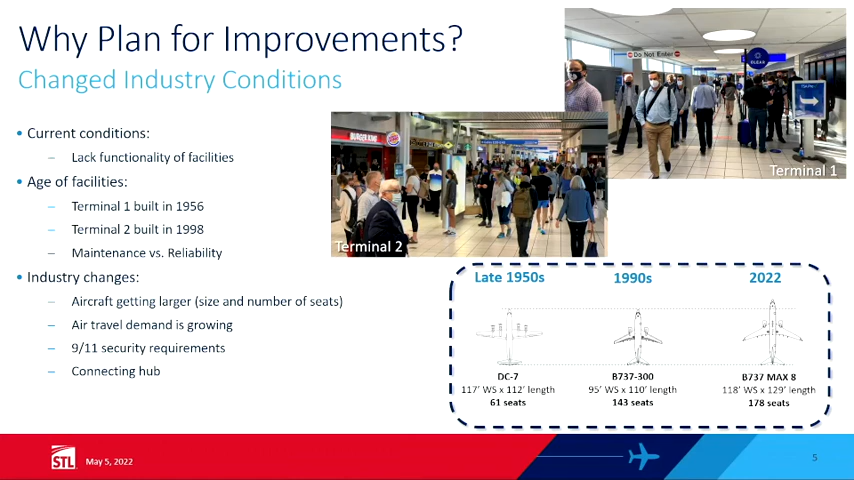 Why Plan for Improvements?
Changed Industry Conditions
• Current conditions:
– Lack functionality of facilities
• Age of facilities:
– Terminal 1 built in 1956
– Terminal 2 built in 1998
– Maintenance vs. Reliability
• Industry changes:
– Aircraft getting larger (size and number of seats)
– Air travel demand is growing
– 9/11 security requirements
– Connecting hub
Do Not Enter
CLEAR
Terminal 1
BURGER KING
Terminal 2
Late 1950s
DC-7
117' WS x 112' length
61 seats
1990s
B737-300
95' WS x 110' length
143 seats
2022
B737 MAX 8
118' WS x 129' length
178 seats
STL
May 5, 2022
5